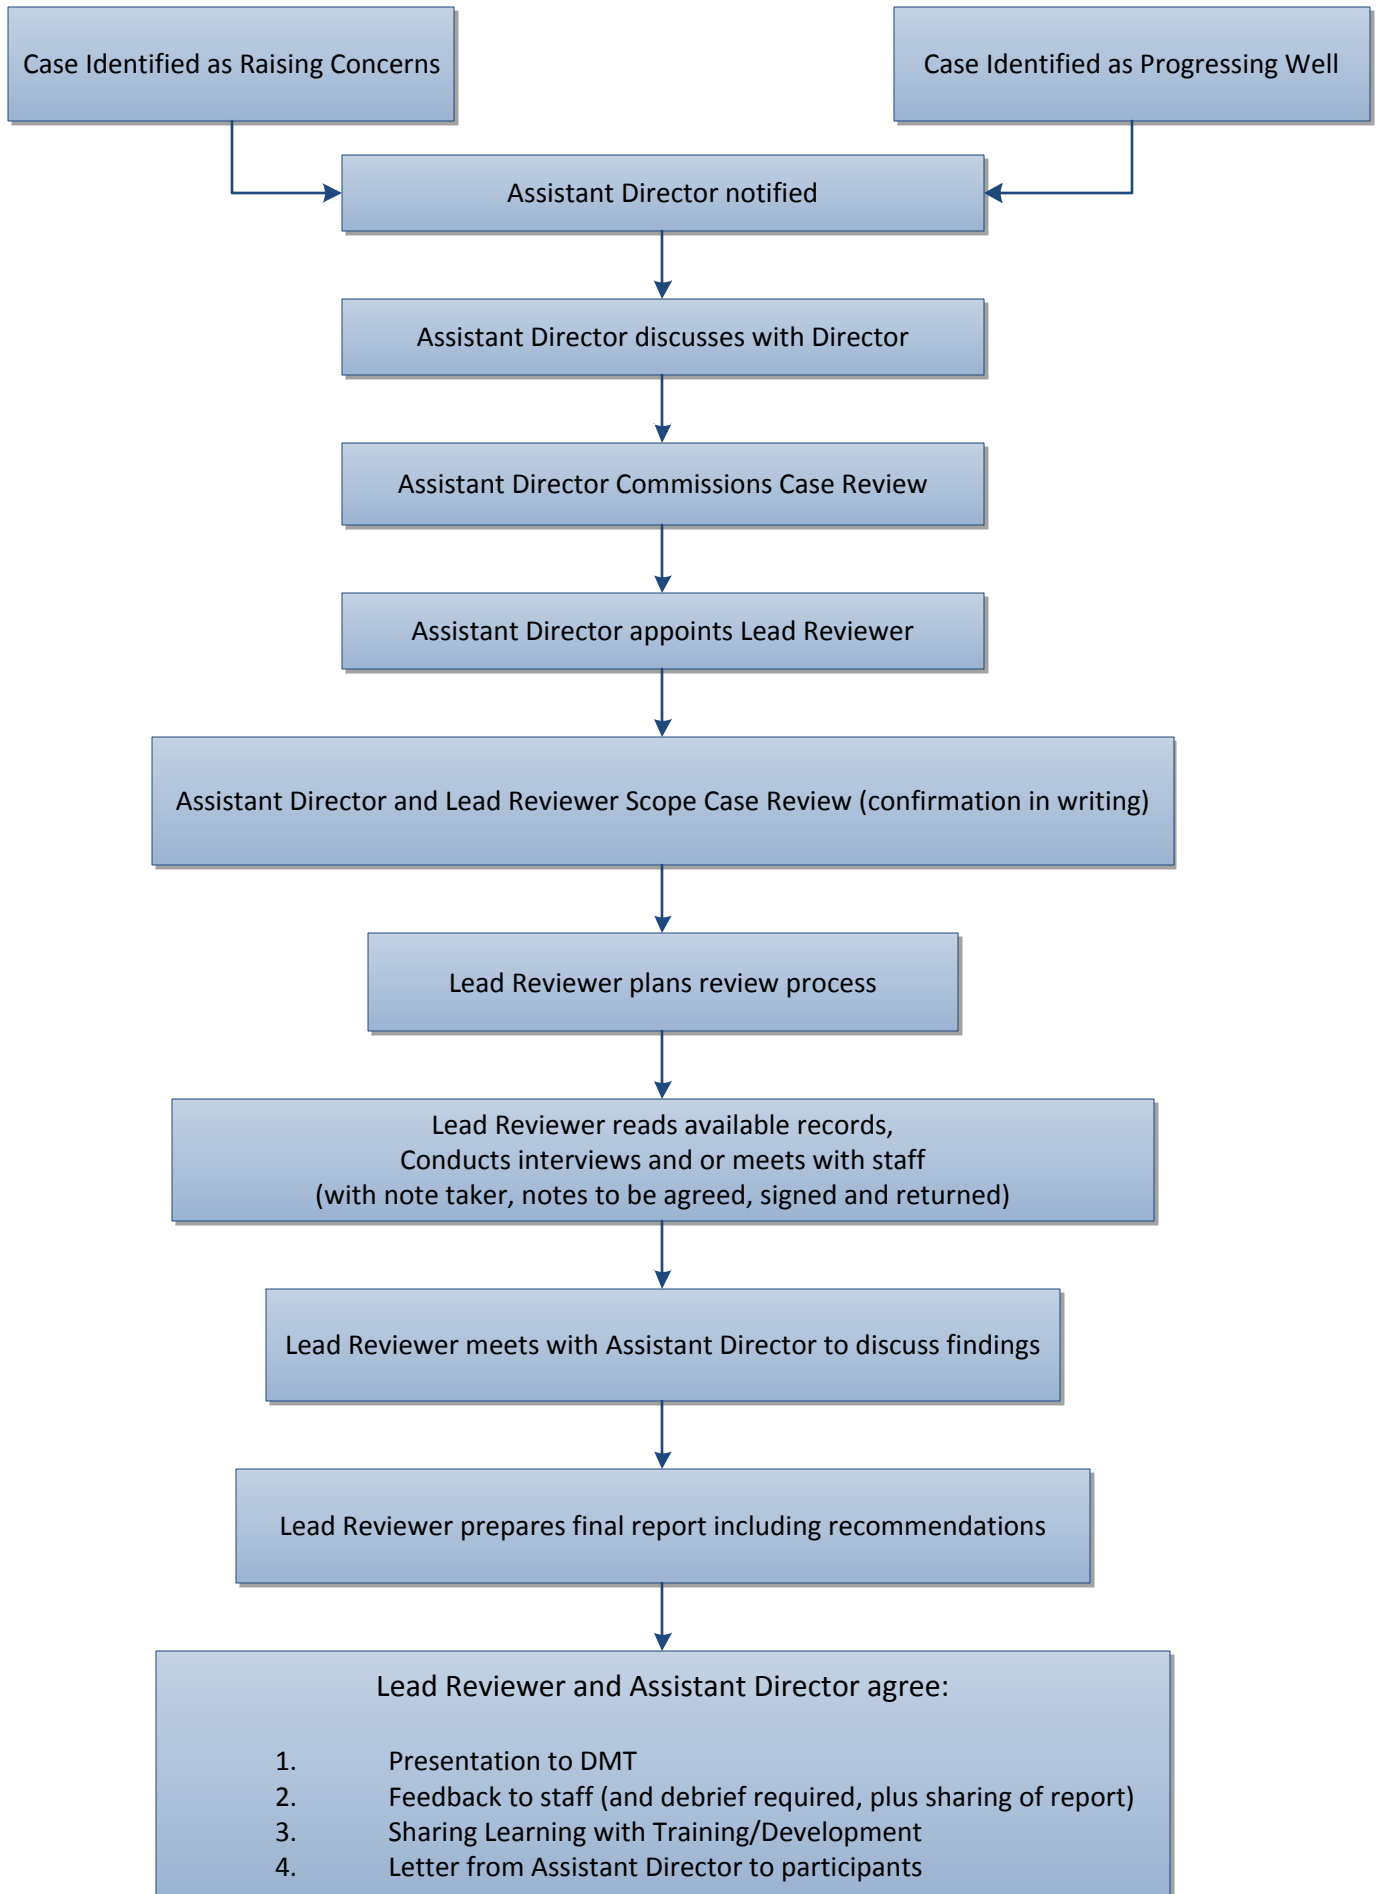 Case Identified as Raising Concerns
Case Identified as Progressing Well
Assistant Director notified
Assistant Director discusses with Director
Assistant Director Commissions Case Review
Assistant Director appoints Lead Reviewer
Assistant Director and Lead Reviewer Scope Case Review (confirmation in writing)
Lead Reviewer plans review process
Lead Reviewer reads available records,
Conducts interviews and or meets with staff
(with note taker, notes to be agreed, signed and returned)
Lead Reviewer meets with Assistant Director to discuss findings
Lead Reviewer prepares final report including recommendations
Lead Reviewer and Assistant Director agree:
1. Presentation to DMT
2. Feedback to staff (and debrief required, plus sharing of report)
3. Sharing Learning with Training/Development
4. Letter from Assistant Director to participants